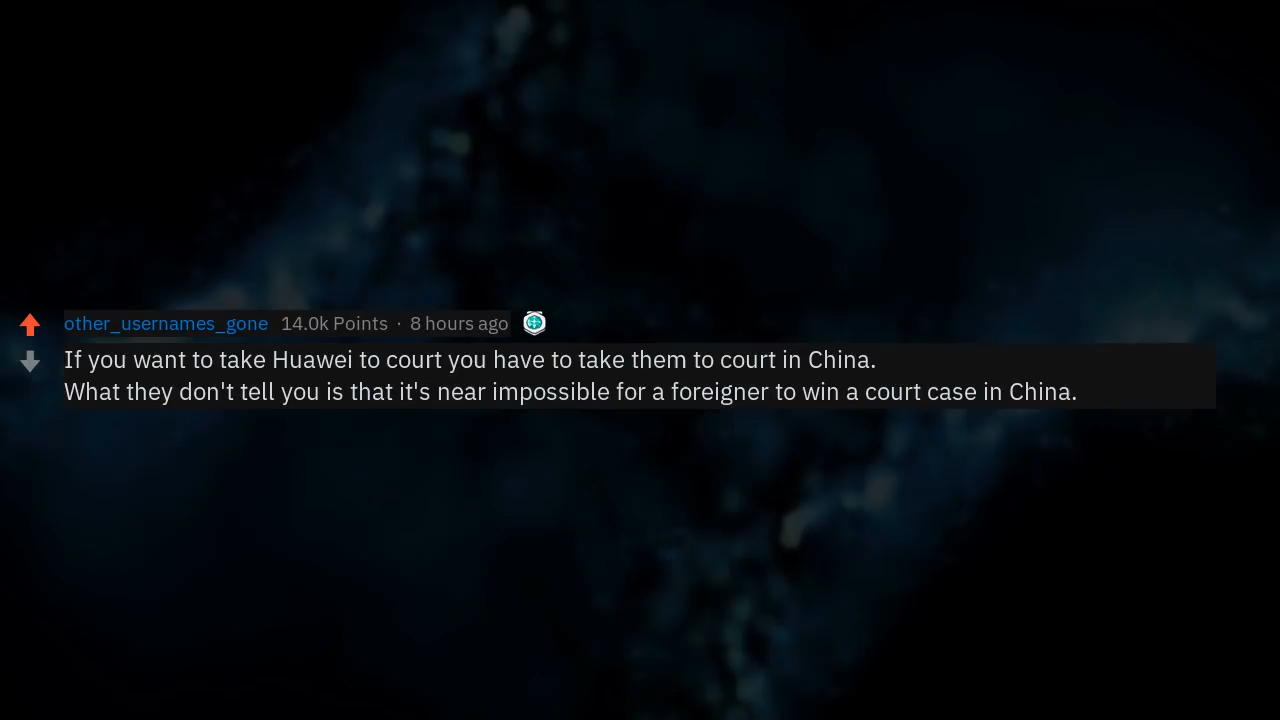 other_usernames_gone 14.0k Points · 8 hours ago
If you want to take Huawei to court you have to take them to court in China.
What they don't tell you is that it's near impossible for a foreigner to win a court case in China.